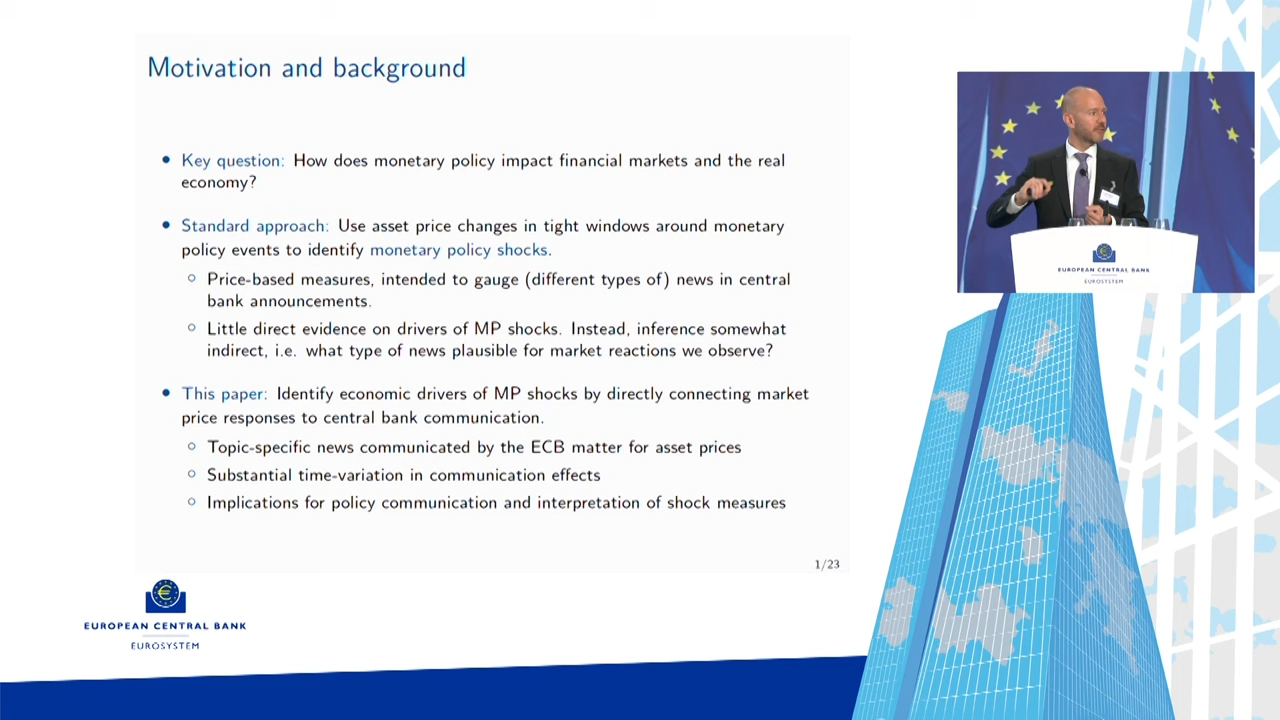 Motivation and background
• Key question: How does monetary policy impact financial markets and the real
economy?
• Standard approach: Use asset price changes in tight windows around monetary
policy events to identify monetary policy shocks.
◦ Price-based measures, intended to gauge (different types of) news in central
bank announcements.
◦ Little direct evidence on drivers of MP shocks. Instead, inference somewhat
indirect, i.e. what type of news plausible for market reactions we observe?
• This paper: Identify economic drivers of MP shocks by directly connecting market
price responses to central bank communication.
◦ Topic-specific news communicated by the ECB matter for asset prices
◦ Substantial time-variation in communication effects
◦ Implications for policy communication and interpretation of shock measures
1/23
EUROPEAN CENTRAL BANK
EUROSYSTEM
EUROPEAN CENTRAL BANK
EUROSYSTEM